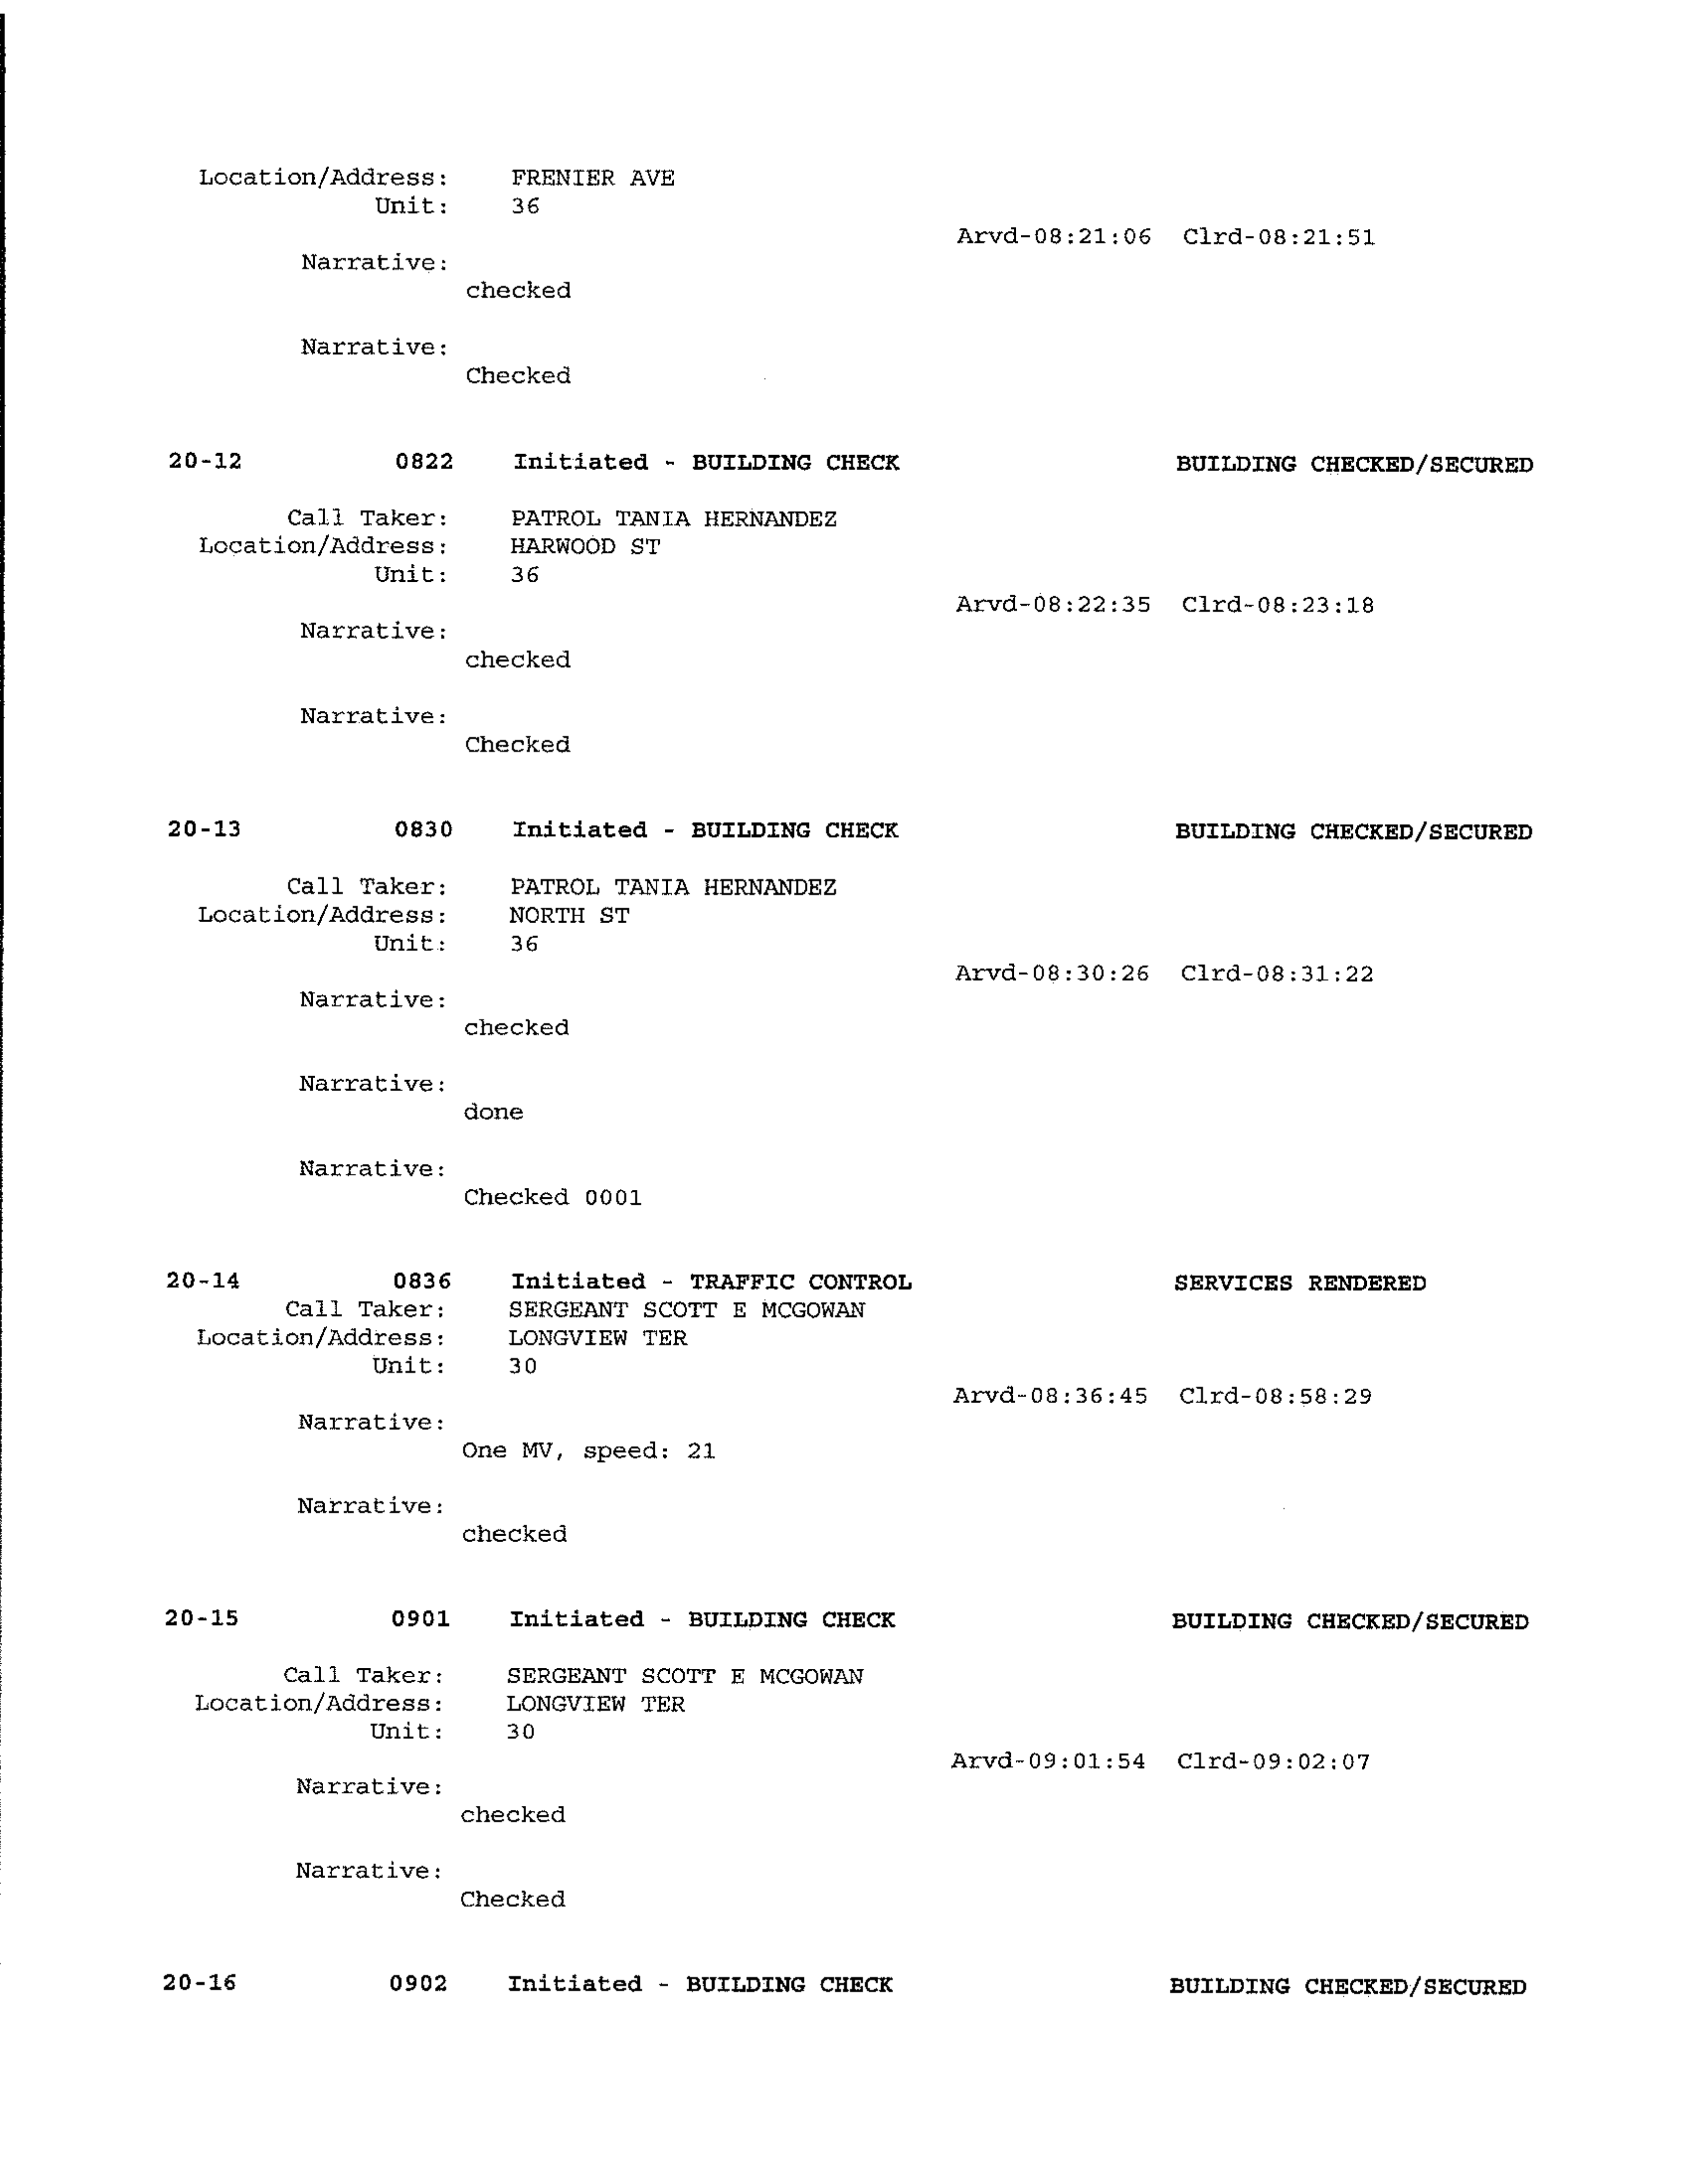 Location/Address: FRENIER AVE
Unit: 36
Arvd-08:21:06 Clrd-08:21:51
Narrative:
checked
Narrative:
Checked
20-12 0822 Initiated - BUILDING CHECK BUILDING CHECKED/SECURED
Call Taker: PATROL TANIA HERNANDEZ
Location/Address: HARWOOD ST
Unit: 36
Arvd-08:22:35 Clrd-08:23:18
Narrative:
checked
Narrative:
Checked
20-13 0830 Initiated - BUILDING CHECK BUILDING CHECKED/SECURED
Call Taker: PATROL TANIA HERNANDEZ
Location/Address: NORTH ST
Unit: 36
Arvd-08:30:26 Clrd-08:31:22
Narrative:
checked
Narrative:
done
Narrative:
Checked 0001
20-14 0836 Initiated - TRAFFIC CONTROL SERVICES RENDERED
Call Taker: SERGEANT SCOTT E MCGOWAN
Location/Address: LONGVIEW TER
Unit: 30
Arvd-08:36:45 Clrd-08:58:29
Narrative:
One MV, speed: 21
Narrative:
checked
20-15 0901 Initiated - BUILDING CHECK BUILDING CHECKED/SECURED
Call Taker: SERGEANT SCOTT E MCGOWAN
Location/Address: LONGVIEW TER
Unit: 30
Arvd-09:01:54 Clrd-09:02:07
Narrative:
checked
Narrative:
Checked
20-16 0902 Initiated - BUILDING CHECK BUILDING CHECKED/SECURED